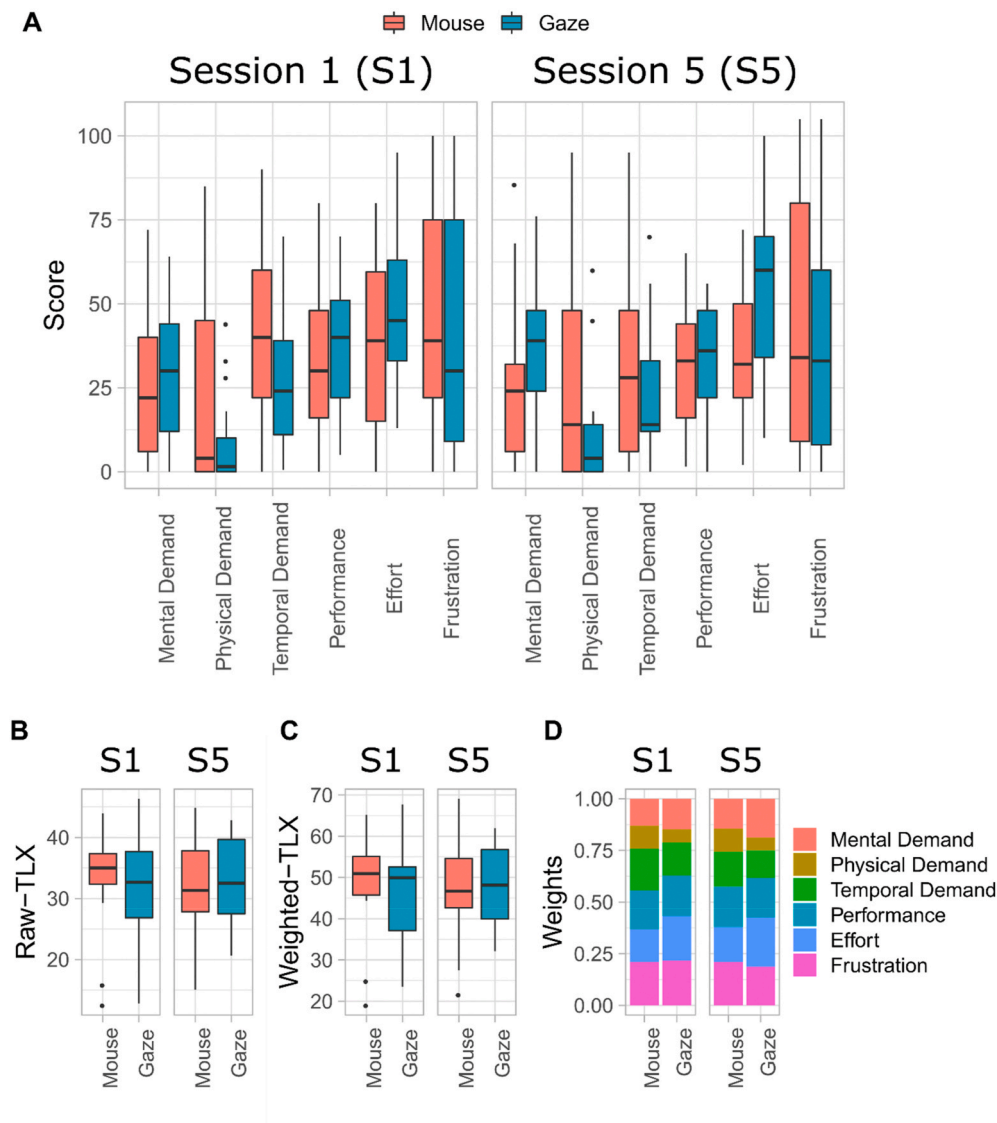 A
Mouse Gaze
Session 1 (S1) Session 5 (S5)
Score
100
75
50
25
0
Mental Demand
Physical Demand
Temporal Demand
Performance
Effort
Frustration
Mental Demand
Physical Demand
Temporal Demand
Performance
Effort
Frustration
B
S1 S5
Raw−TLX
40
30
20
Mouse
Gaze
Mouse
Gaze
C
S1 S5
Weighted−TLX
70
60
50
40
30
20
Mouse
Gaze
Mouse
Gaze
D
S1 S5
Weights
1.00
0.75
0.50
0.25
0.00
Mouse
Gaze
Mouse
Gaze
Mental Demand
Physical Demand
Temporal Demand
Performance
Effort
Frustration